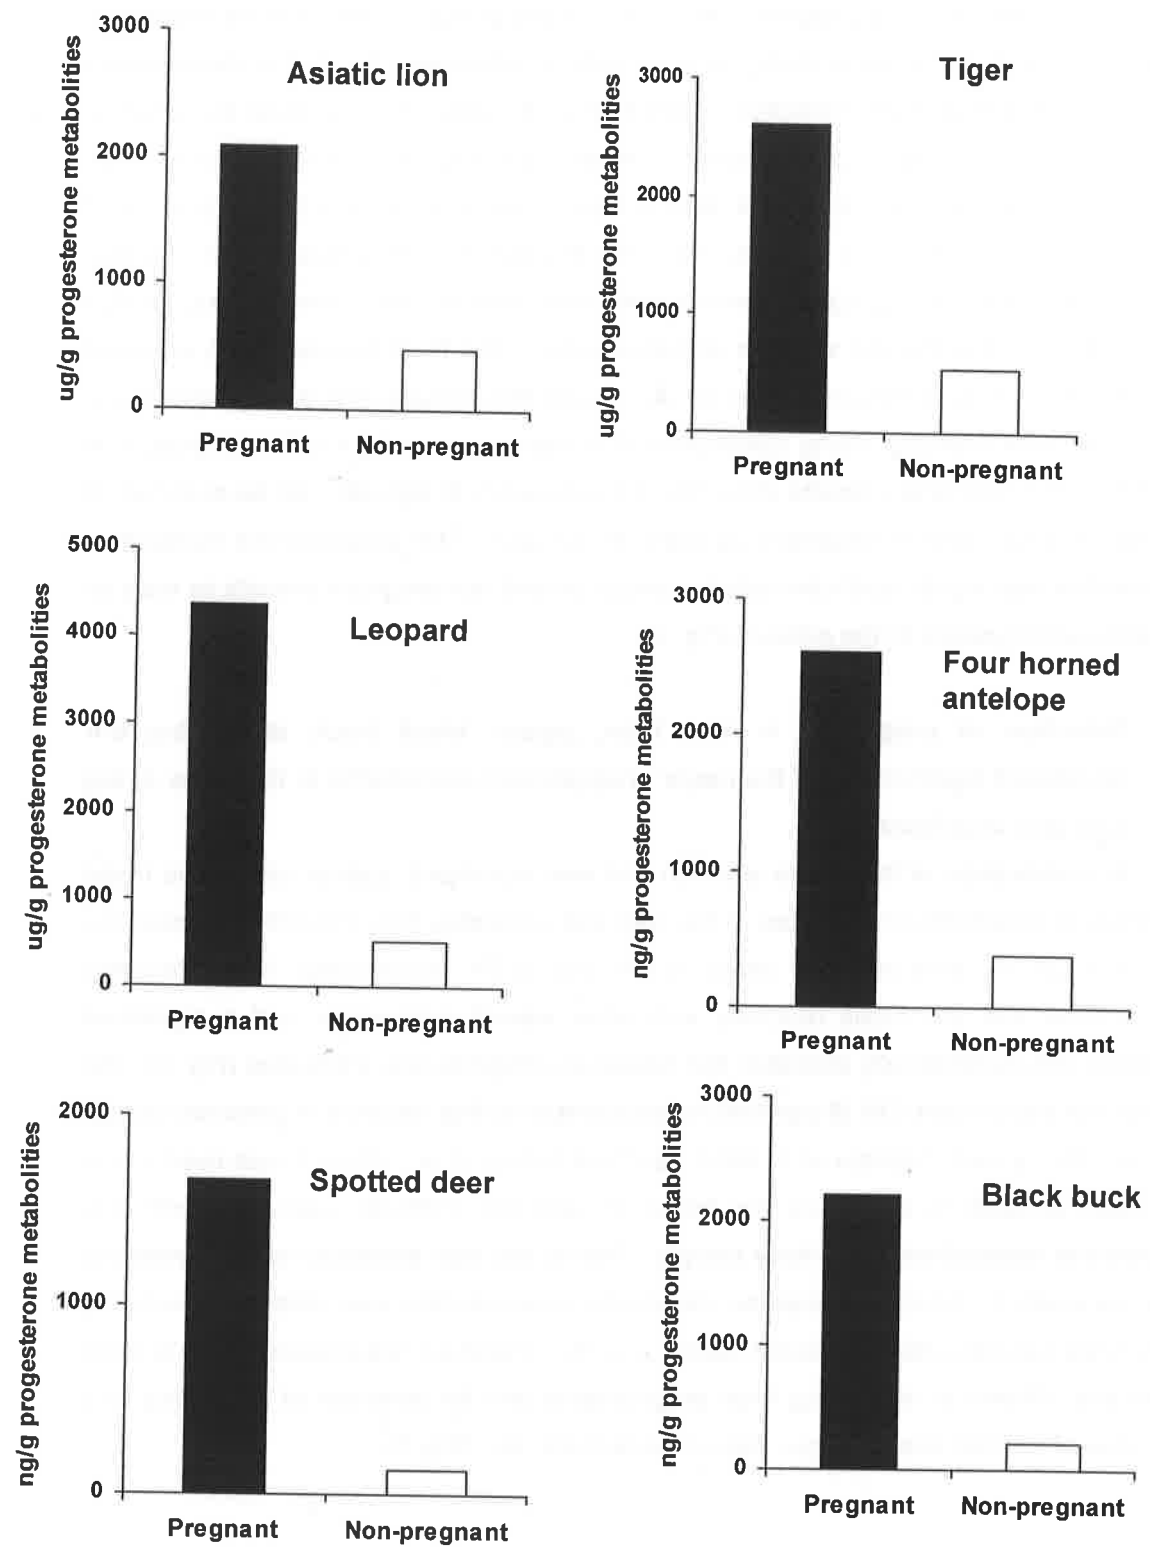 Asiatic lion
ug/g progesterone metabolities
3000
2000
1000
0
Pregnant Non-pregnant
Tiger
ug/g progesterone metabolities
3000
2000
1000
0
Pregnant Non-pregnant
Leopard
ug/g progesterone metabolities
5000
4000
3000
2000
1000
0
Pregnant Non-pregnant
Four horned
antelope
ng/g progesterone metabolities
3000
2000
1000
0
Pregnant Non-pregnant
Spotted deer
ng/g progesterone metabolities
2000
1000
0
Pregnant Non-pregnant
Black buck
ng/g progesterone metabolities
3000
2000
1000
0
Pregnant Non-pregnant